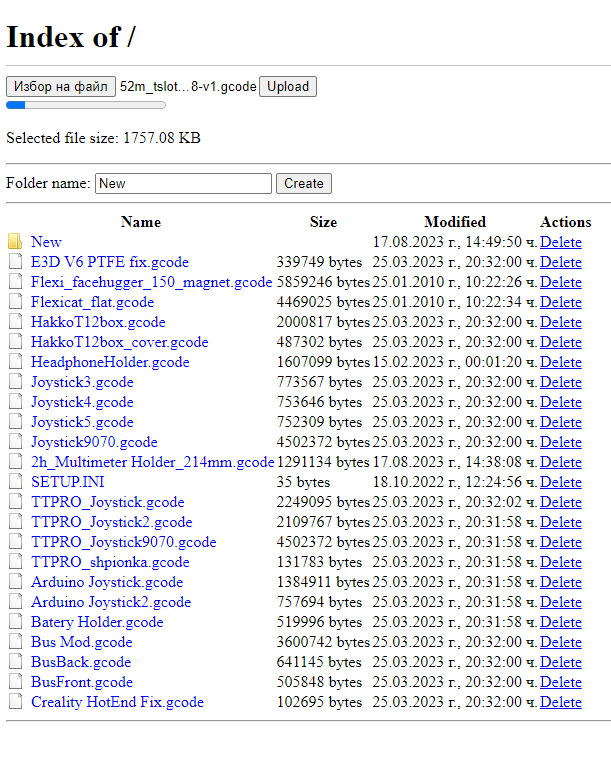 Index of /
Избор на файл 52m_tslot...8-v1.gcode Upload
Selected file size: 1757.08 KB
Folder name: New Create
Name Size Modified Actions
New 17.08.2023 г., 14:49:50 ч. Delete
E3D V6 PTFE fix.gcode 339749 bytes 25.03.2023 г., 20:32:00 ч. Delete
Flexi_facehugger_150_magnet.gcode 5859246 bytes 25.01.2010 г., 10:22:26 ч. Delete
Flexicat_flat.gcode 4469025 bytes 25.01.2010 г., 10:22:34 ч. Delete
HakkoT12box.gcode 2000817 bytes 25.03.2023 г., 20:32:00 ч. Delete
HakkoT12box_cover.gcode 487302 bytes 25.03.2023 г., 20:32:00 ч. Delete
HeadphoneHolder.gcode 1607099 bytes 15.02.2023 г., 00:01:20 ч. Delete
Joystick3.gcode 773567 bytes 25.03.2023 г., 20:32:00 ч. Delete
Joystick4.gcode 753646 bytes 25.03.2023 г., 20:32:00 ч. Delete
Joystick5.gcode 752309 bytes 25.03.2023 г., 20:32:00 ч. Delete
Joystick9070.gcode 4502372 bytes 25.03.2023 г., 20:32:00 ч. Delete
2h_Multimeter Holder_214mm.gcode 1291134 bytes 17.08.2023 г., 14:38:08 ч. Delete
SETUP.INI 35 bytes 18.10.2022 г., 12:24:56 ч. Delete
TTPRO_Joystick.gcode 2249095 bytes 25.03.2023 г., 20:32:02 ч. Delete
TTPRO_Joystick2.gcode 2109767 bytes 25.03.2023 г., 20:31:58 ч. Delete
TTPRO_Joystick9070.gcode 4502372 bytes 25.03.2023 г., 20:31:58 ч. Delete
TTPRO_shpionka.gcode 131783 bytes 25.03.2023 г., 20:31:58 ч. Delete
Arduino Joystick.gcode 1384911 bytes 25.03.2023 г., 20:31:58 ч. Delete
Arduino Joystick2.gcode 757694 bytes 25.03.2023 г., 20:31:58 ч. Delete
Batery Holder.gcode 519996 bytes 25.03.2023 г., 20:31:58 ч. Delete
Bus Mod.gcode 3600742 bytes 25.03.2023 г., 20:32:00 ч. Delete
BusBack.gcode 641145 bytes 25.03.2023 г., 20:32:00 ч. Delete
BusFront.gcode 505848 bytes 25.03.2023 г., 20:32:00 ч. Delete
Creality HotEnd Fix.gcode 102695 bytes 25.03.2023 г., 20:32:00 ч. Delete